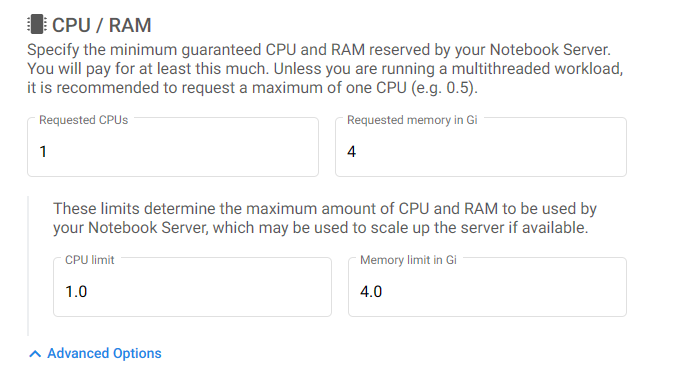 CPU / RAM
Specify the minimum guaranteed CPU and RAM reserved by your Notebook Server.
You will pay for at least this much. Unless you are running a multithreaded workload,
it is recommended to request a maximum of one CPU (e.g. 0.5).
Requested CPUs
1
Requested memory in Gi
4
These limits determine the maximum amount of CPU and RAM to be used by
your Notebook Server, which may be used to scale up the server if available.
CPU limit
1.0
Memory limit in Gi
4.0
Advanced Options